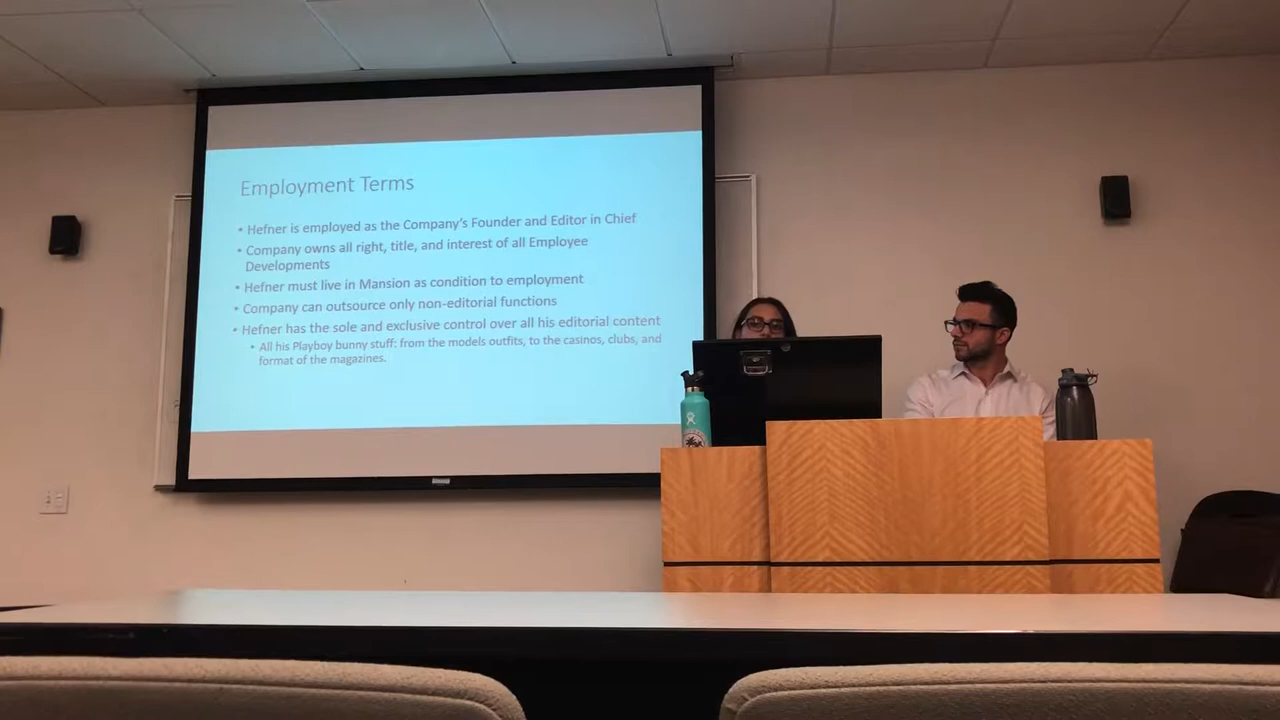 Employment Terms
• Hefner is employed as the Company's Founder and Editor in Chief
• Company owns all right, title, and interest of all Employee
Developments
• Hefner must live in Mansion as condition to employment
• Company can outsource only non-editorial functions
• Hefner has the sole and exclusive control over all his editorial content
• All his Playboy bunny stuff: from the models outfits, to the casinos, clubs, and
format of the magazines.